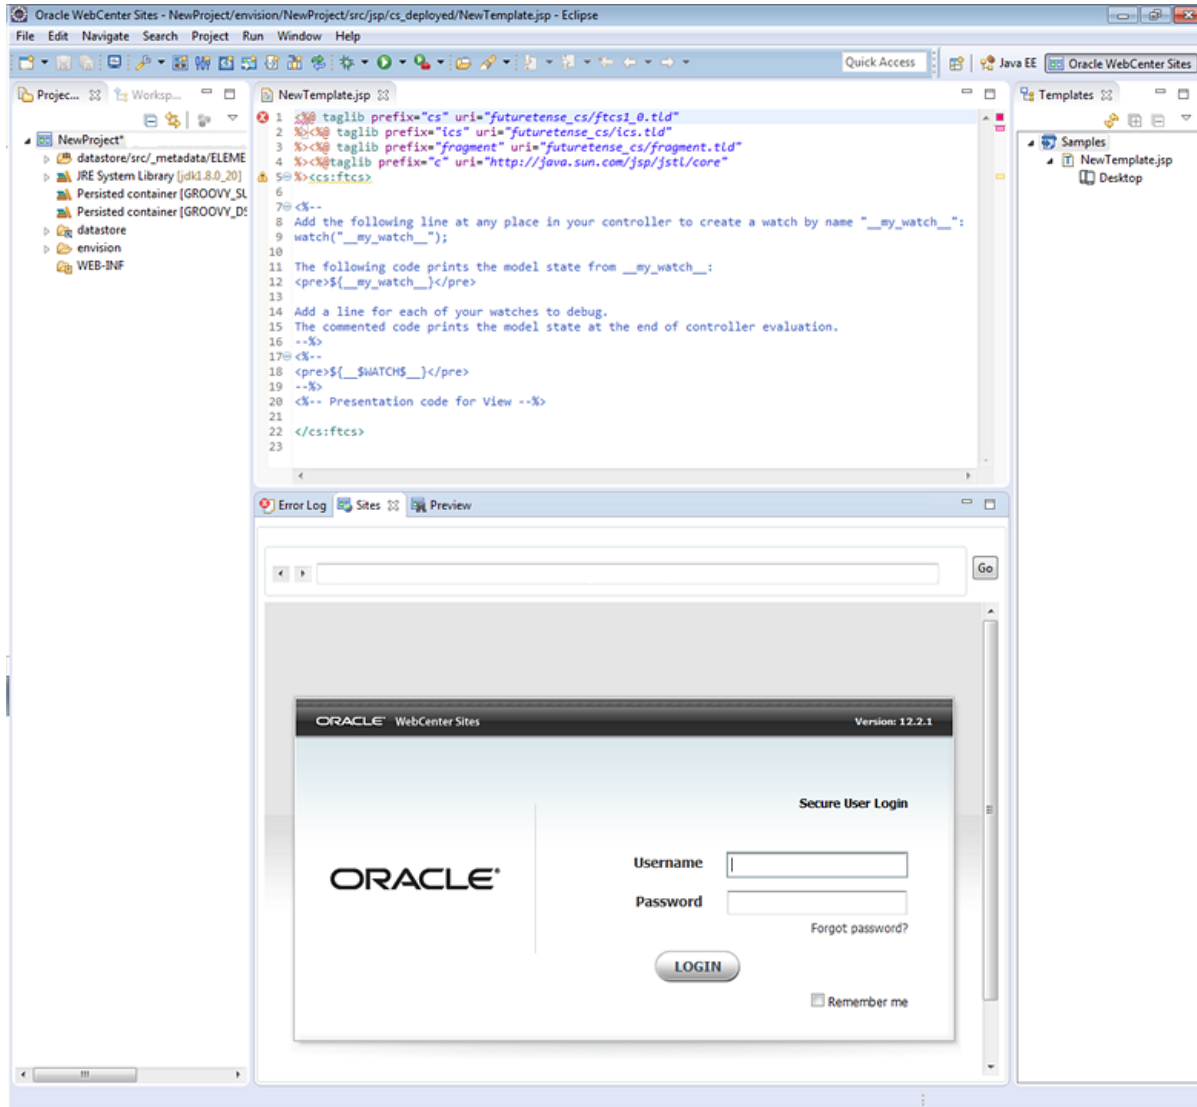 Oracle WebCenter Sites - NewProject/envision/NewProject/src/jsp/cs_deployed/NewTemplate.jsp - Eclipse
File Edit Navigate Search Project Run Window Help
Quick Access
Java EE
Oracle WebCenter Sites
Projec...
Worksp...
NewProject*
datastore/src/_metadata/ELEME
JRE System Library [jdk1.8.0_20]
Persisted container [GROOVY_SU
Persisted container [GROOVY_DS
datastore
envision
WEB-INF
NewTemplate.jsp
1 <%@ taglib prefix="cs" uri="futuretense_cs/ftcs1_0.tld"
2 %><%@ taglib prefix="ics" uri="futuretense_cs/ics.tld"
3 %><%@ taglib prefix="fragment" uri="futuretense_cs/fragment.tld"
4 %><%@taglib prefix="c" uri="http://java.sun.com/jsp/jstl/core"
5 %><cs:ftcs>
6
7 <%--
8 Add the following line at any place in your controller to create a watch by name "__my_watch__":
9 watch("__my_watch__");
10
11 The following code prints the model state from __my_watch__:
12 <pre>${__my_watch__}</pre>
13
14 Add a line for each of your watches to debug.
15 The commented code prints the model state at the end of controller evaluation.
16 --%>
17 <%--
18 <pre>${__$WATCH$__}</pre>
19 --%>
20 <%-- Presentation code for View --%>
21
22 </cs:ftcs>
23
Templates
Samples
NewTemplate.jsp
Desktop
Error Log
Sites
Preview
Go
ORACLE WebCenter Sites
Version: 12.2.1
Secure User Login
ORACLE
Username
Password
Forgot password?
LOGIN
Remember me